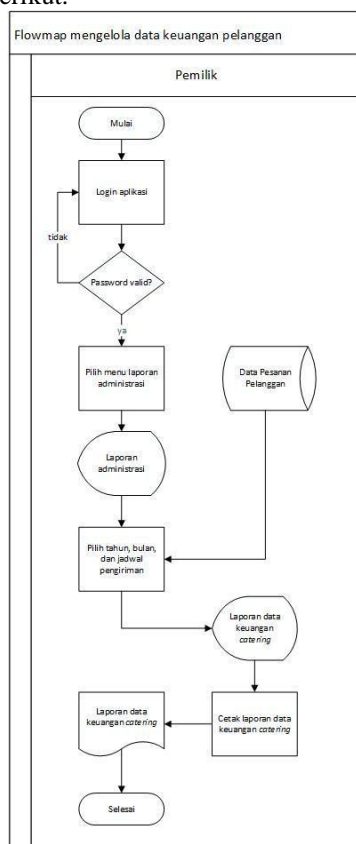 erikut:
Flowmap mengelola data keuangan pelanggan
Pemilik
Mulai
Login aplikasi
tidak
Password valid?
ya
Pilih menu laporan
administrasi
Data Pesanan
Pelanggan
Laporan
administrasi
Pilih tahun, bulan,
dan jadwal
pengiriman
Laporan data
keuangan
catering
Laporan data
keuangan catering
Cetak laporan data
keuangan catering
Selesai